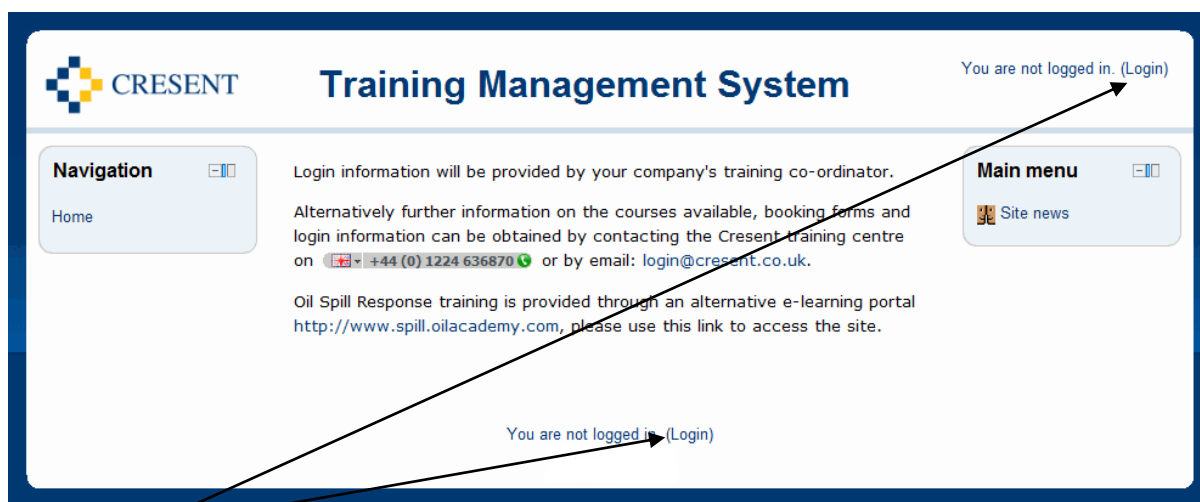 CRESENT
Training Management System
You are not logged in. (Login)
Navigation
Home
Login information will be provided by your company's training co-ordinator.
Alternatively further information on the courses available, booking forms and
login information can be obtained by contacting the Cresent training centre
on +44 (0) 1224 636870 or by email: login@cresent.co.uk.
Oil Spill Response training is provided through an alternative e-learning portal
http://www.spill.oilacademy.com, please use this link to access the site.
Main menu
Site news
You are not logged in. (Login)